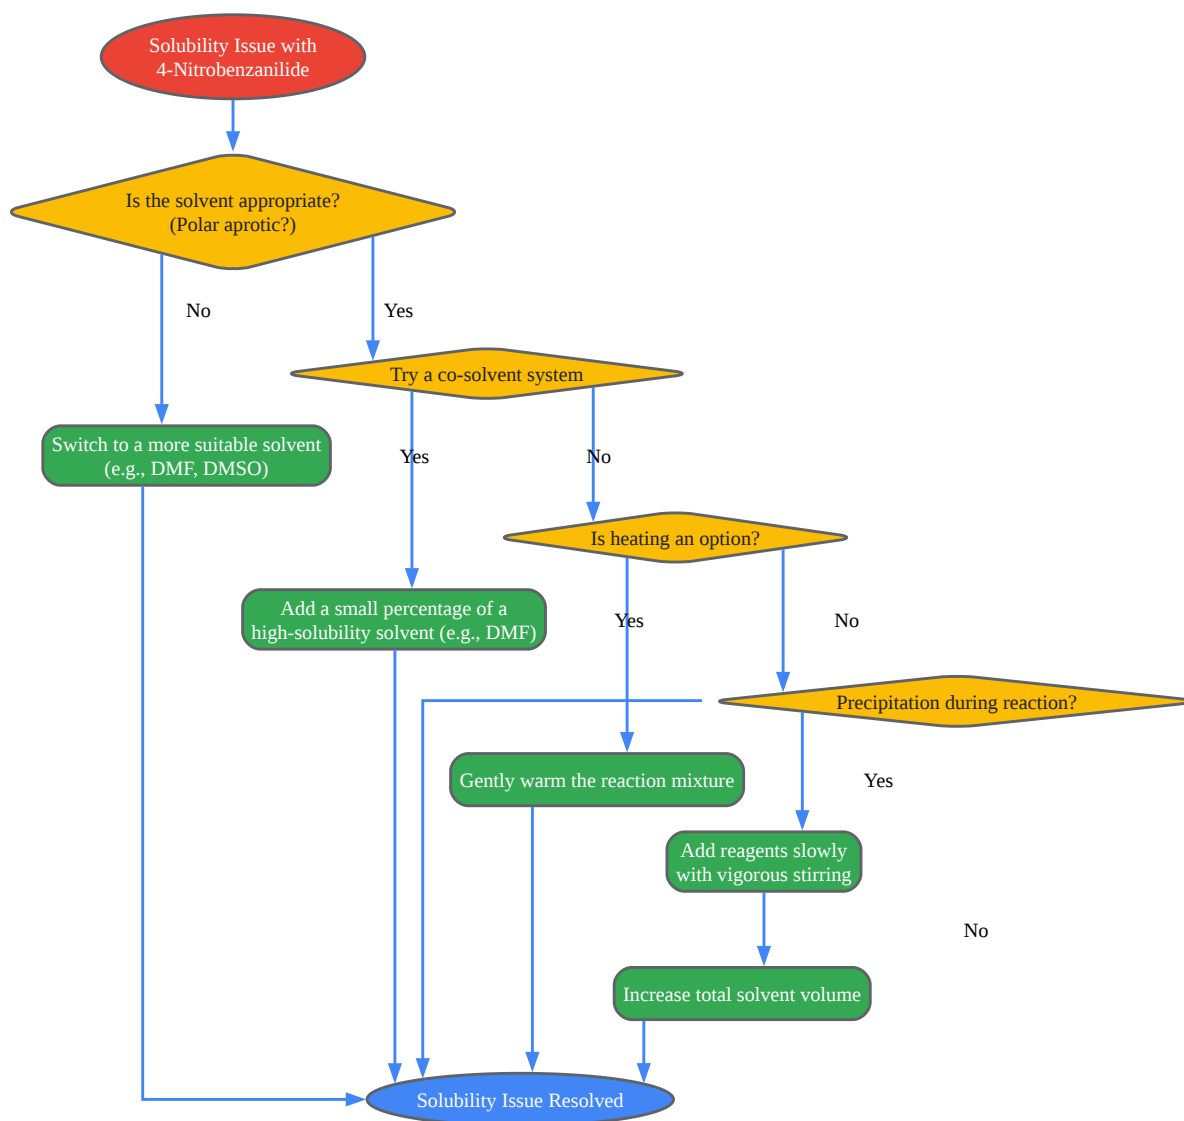 Solubility Issue with
4-Nitrobenzanilide
Is the solvent appropriate?
(Polar aprotic?)
No
Yes
Try a co-solvent system
Switch to a more suitable solvent
(e.g., DMF, DMSO)
Yes
No
Is heating an option?
Add a small percentage of a
high-solubility solvent (e.g., DMF)
Yes
No
Precipitation during reaction?
Gently warm the reaction mixture
Yes
Add reagents slowly
with vigorous stirring
No
Increase total solvent volume
Solubility Issue Resolved